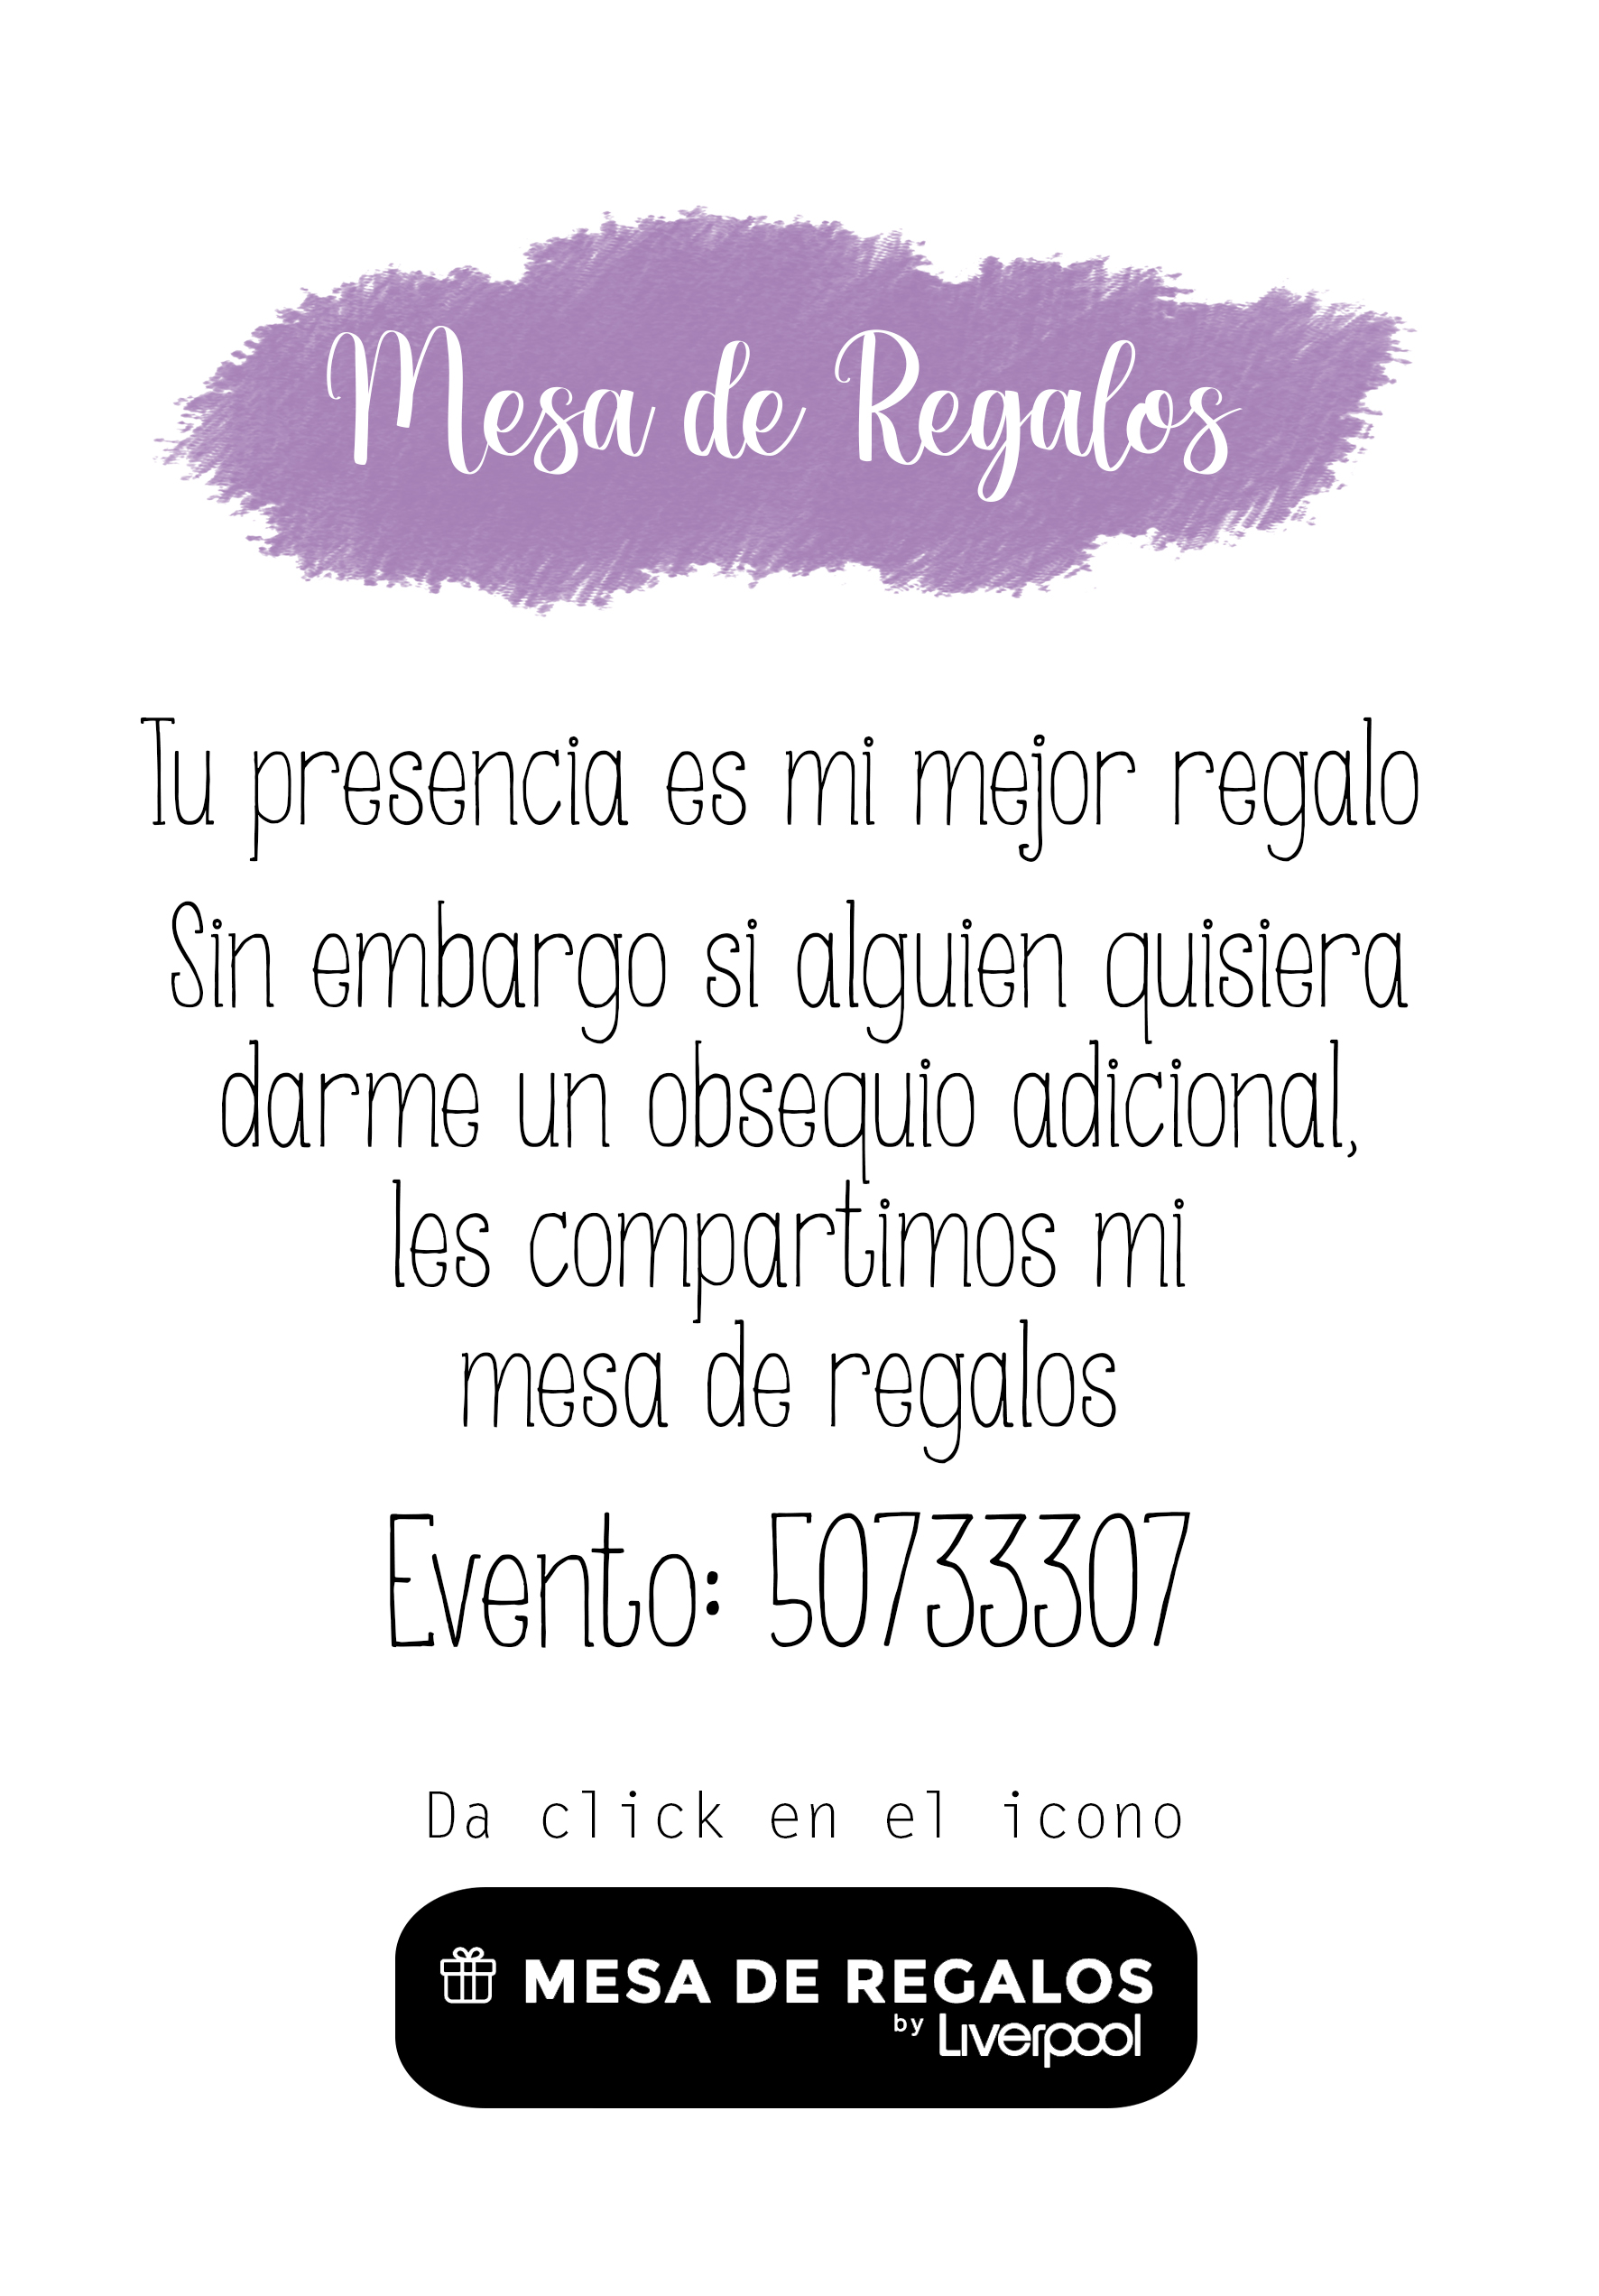 Mesa de Regalos
Tu presencia es mi mejor regalo
Sin embargo si alguien quisiera
darme un obsequio adicional,
les compartimos mi
mesa de regalos
Evento: 50733307
Da click en el icono
MESA DE REGALOS
by Liverpool